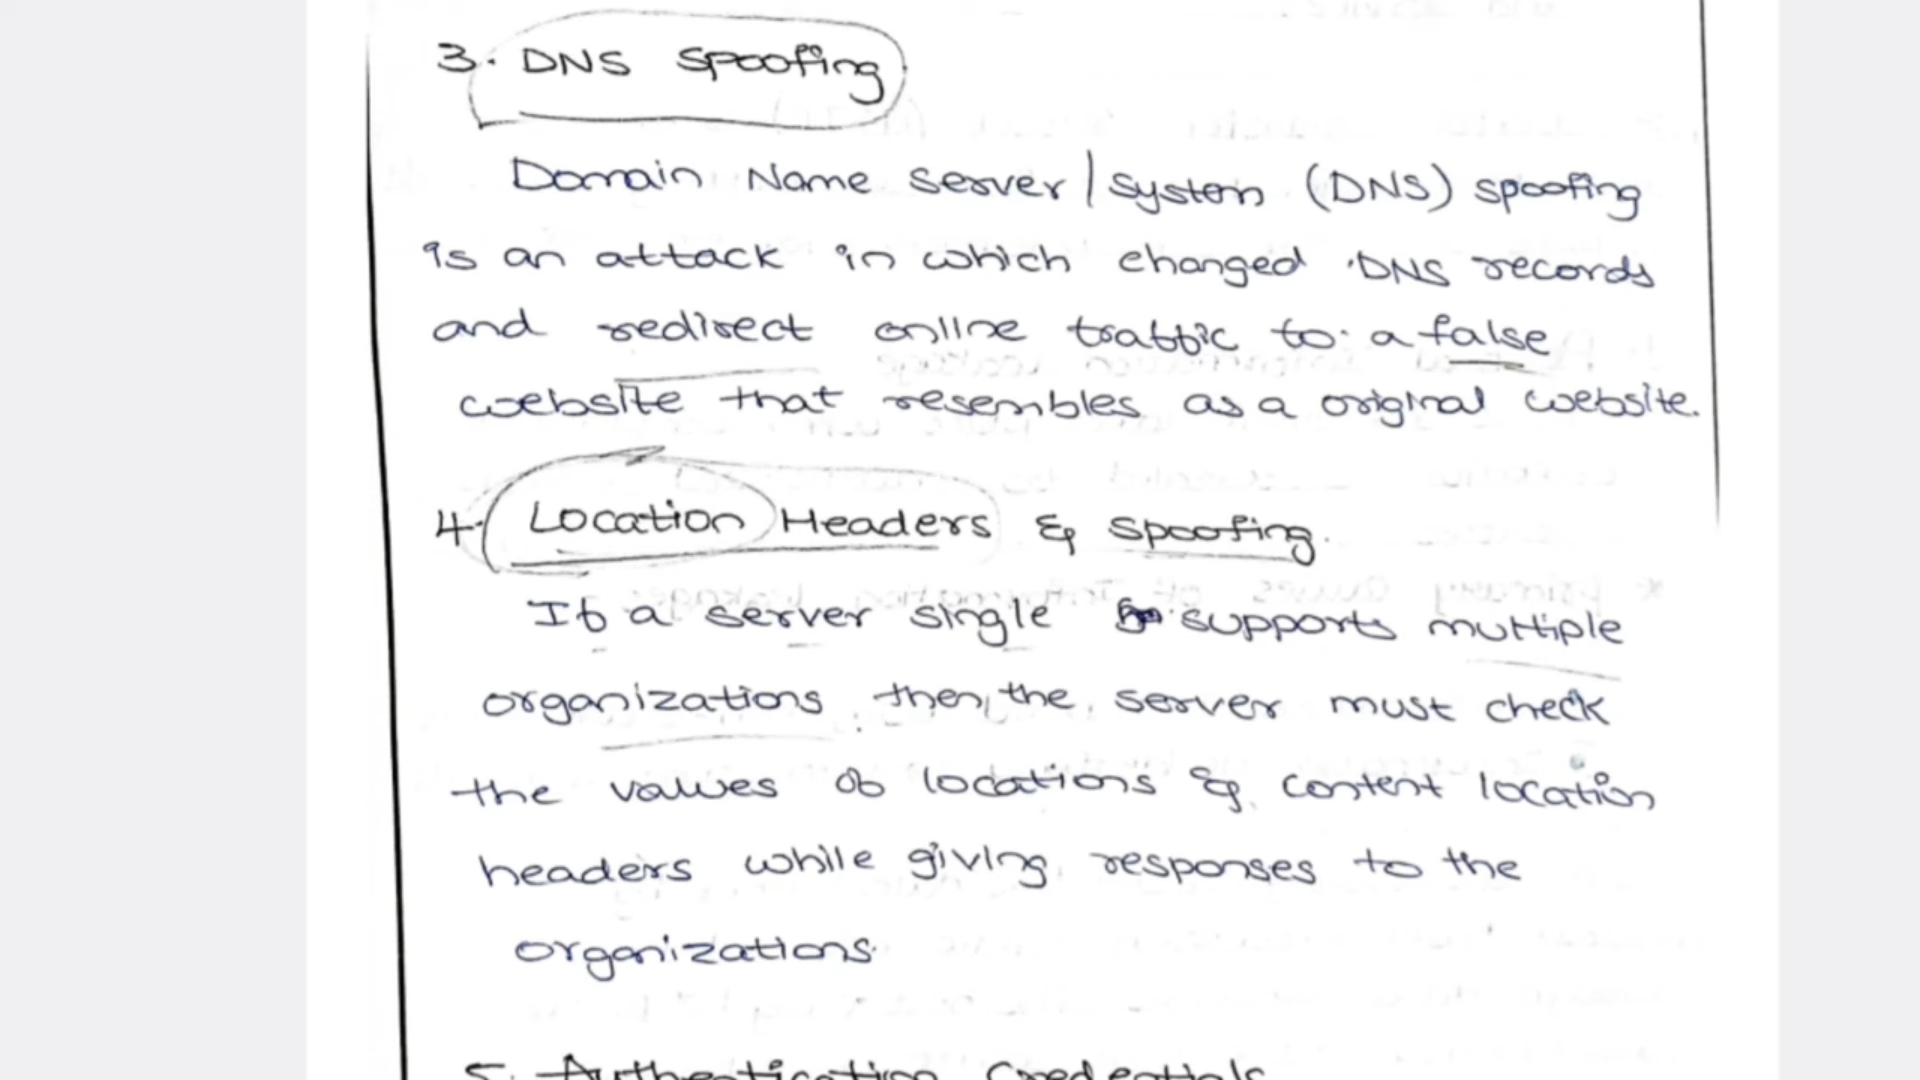 3. DNS Spoofing
Domain Name Server | System (DNS) spoofing
is an attack in which changed DNS records
and redirect online traffic to a false
website that resembles as a original website.
4. Location Headers & Spoofing.
If a server single supports multiple
organizations then, the server must check
the values of locations & content location
headers while giving responses to the
organizations.
5. Authentication Credentials